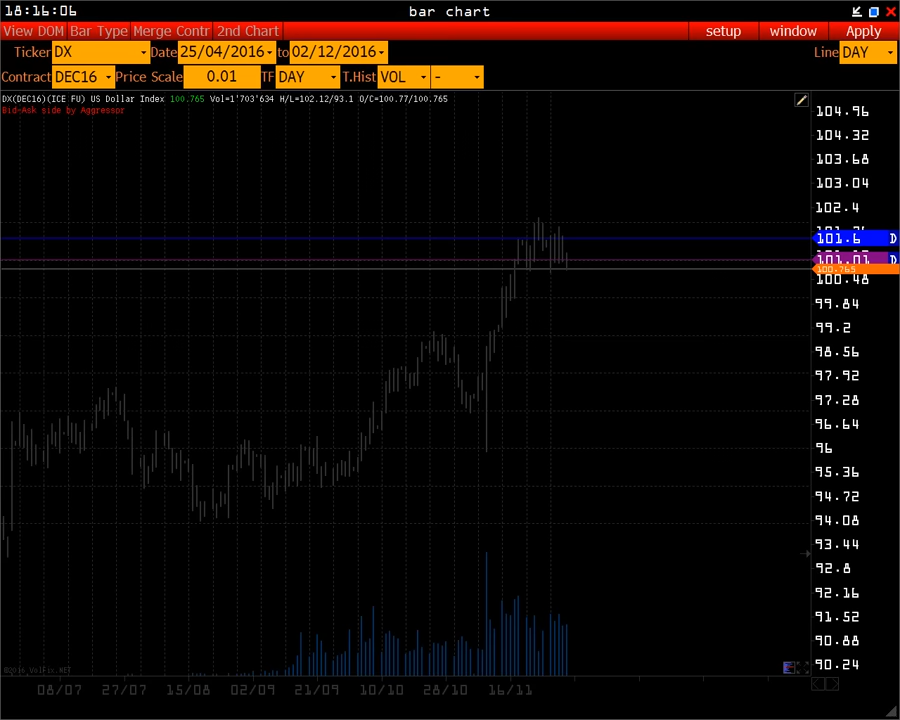 18:16:06 bar chart
View DOM Bar Type Merge Contr 2nd Chart setup window Apply
Ticker DX Date 25/04/2016 to 02/12/2016 Line DAY
Contract DEC16 Price Scale 0.01 TF DAY T.Hist VOL -
DX(DEC16)(ICE FU) US Dollar Index 100.765 Vol=1'703'634 H/L=102.12/93.1 O/C=100.77/100.765
Bid-Ask side by Aggressor
104.96
104.32
103.68
103.04
102.4
101.6 D
101.01 D
100.765
100.48
99.84
99.2
98.56
97.92
97.28
96.64
96
95.36
94.72
94.08
93.44
92.8
92.16
91.52
90.88
90.24
©2016 VolFix.NET
08/07 27/07 15/08 02/09 21/09 10/10 28/10 16/11